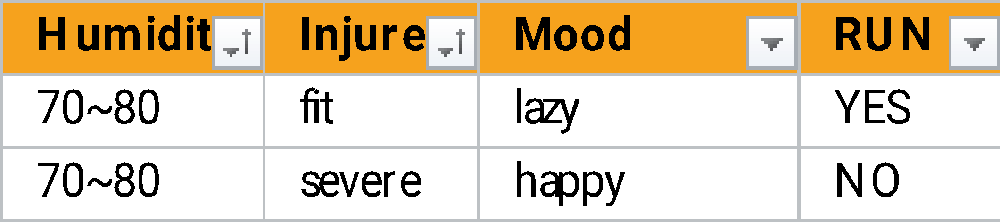 Humidit Injure Mood RUN
70~80 fit lazy YES
70~80 severe happy NO